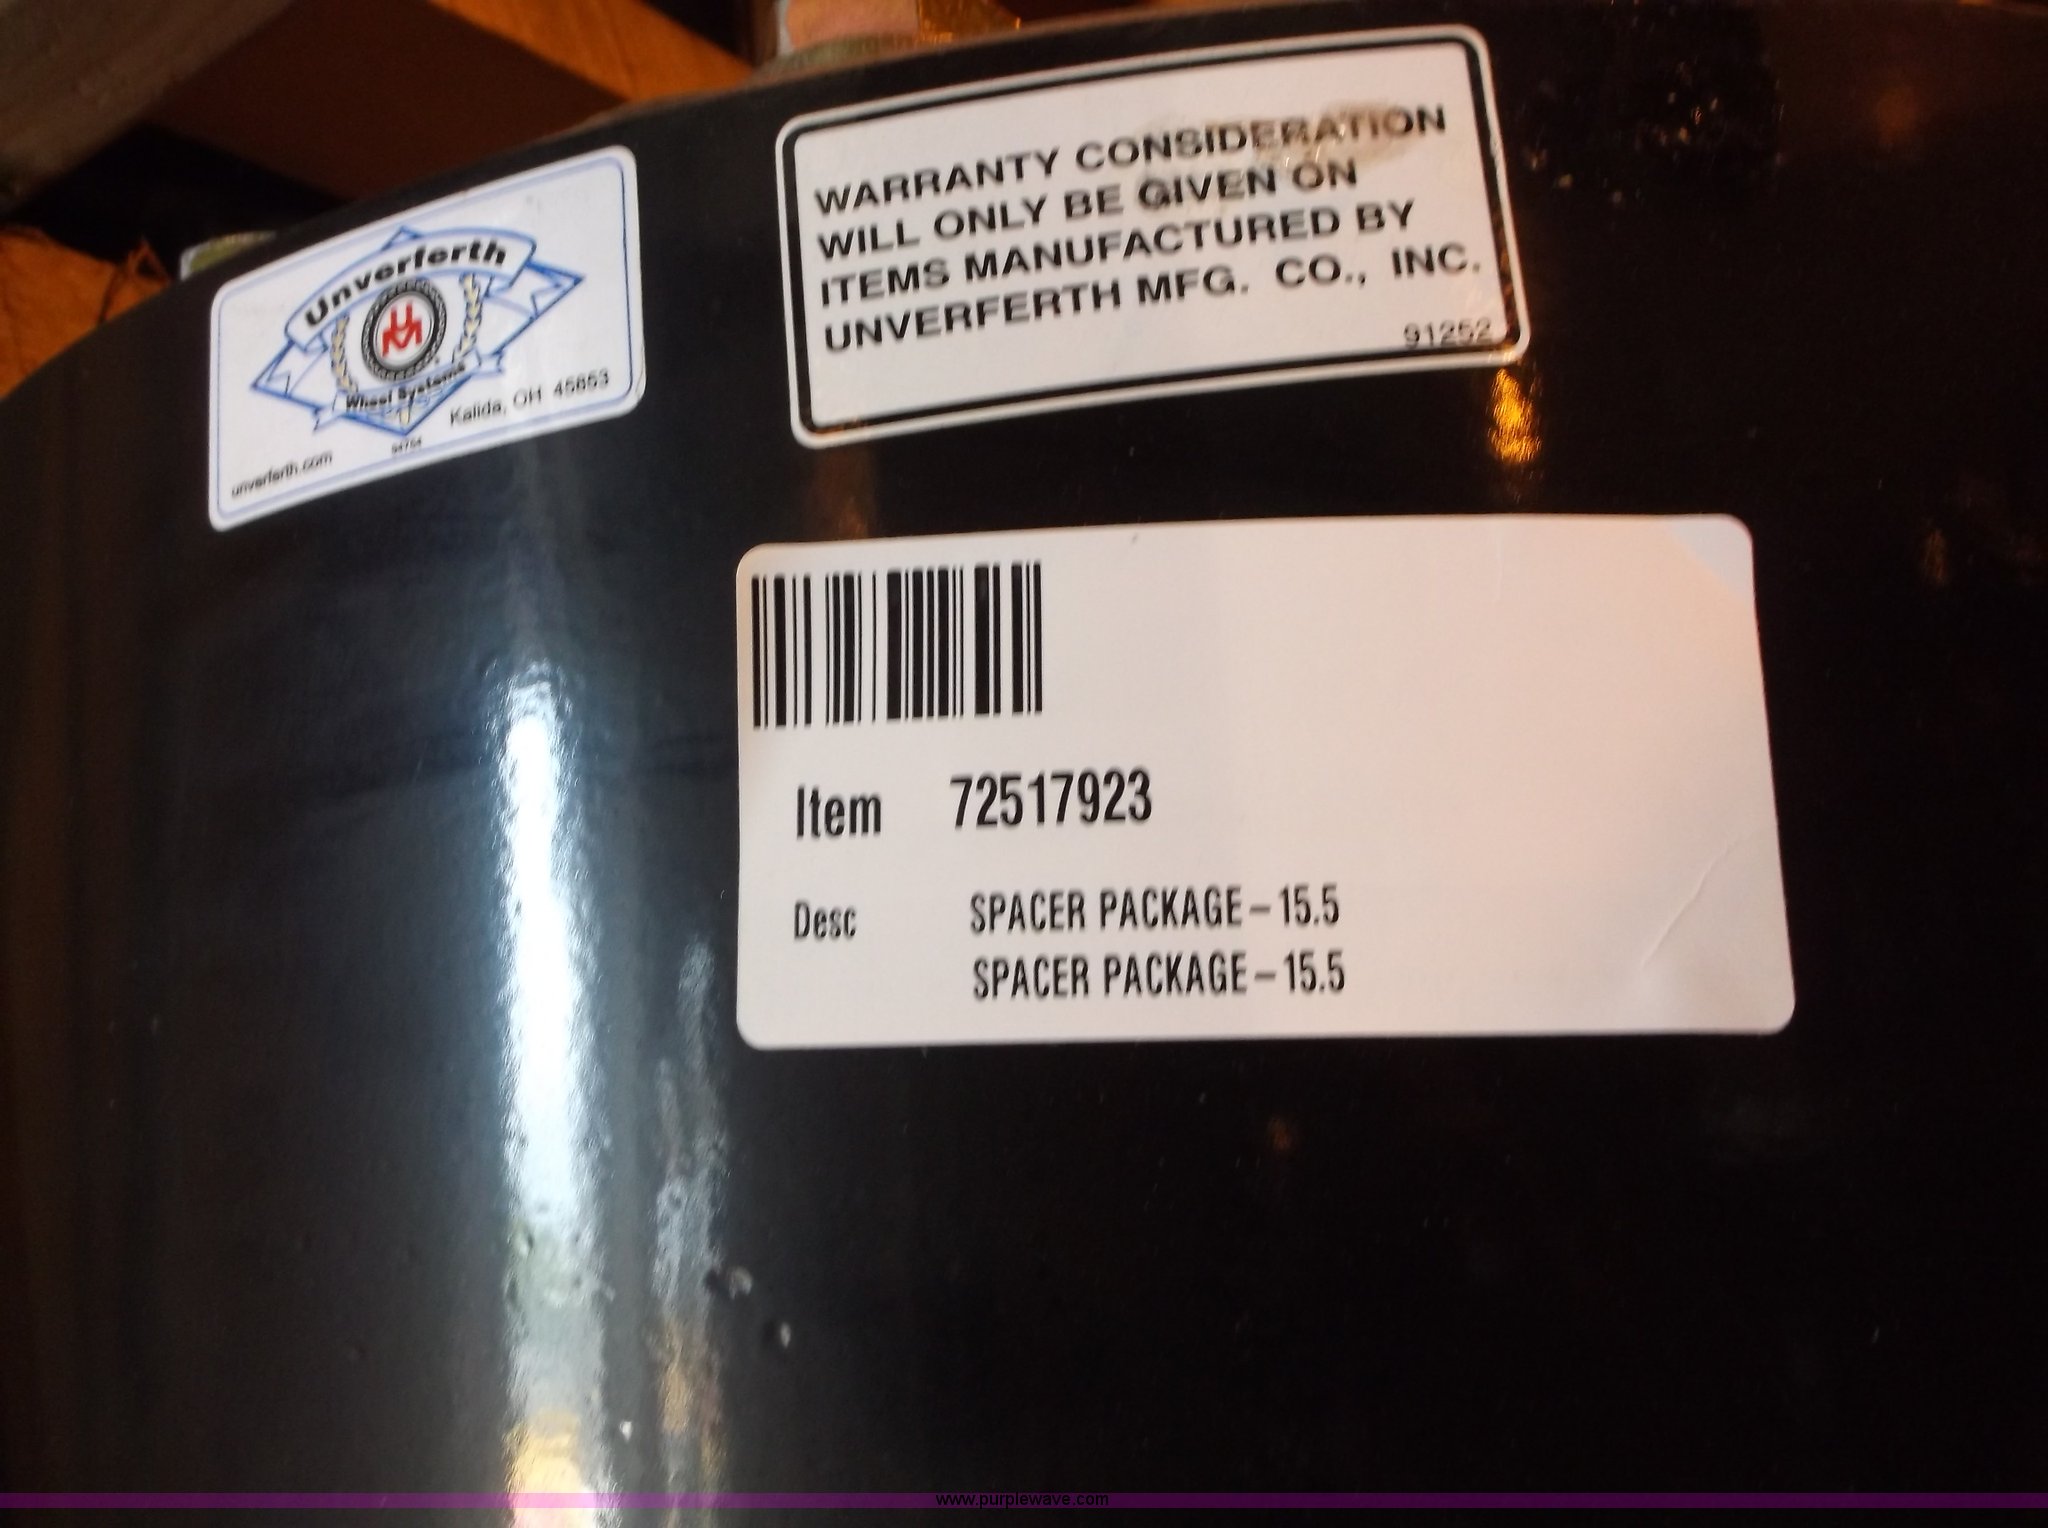 Unverferth
UM
Wheel Systems
Kalida, OH 45853
unverferth.com
WARRANTY CONSIDERATION
WILL ONLY BE GIVEN ON
ITEMS MANUFACTURED BY
UNVERFERTH MFG. CO., INC.
91252
Item 72517923
Desc SPACER PACKAGE-15.5
SPACER PACKAGE-15.5
www.purplewave.com